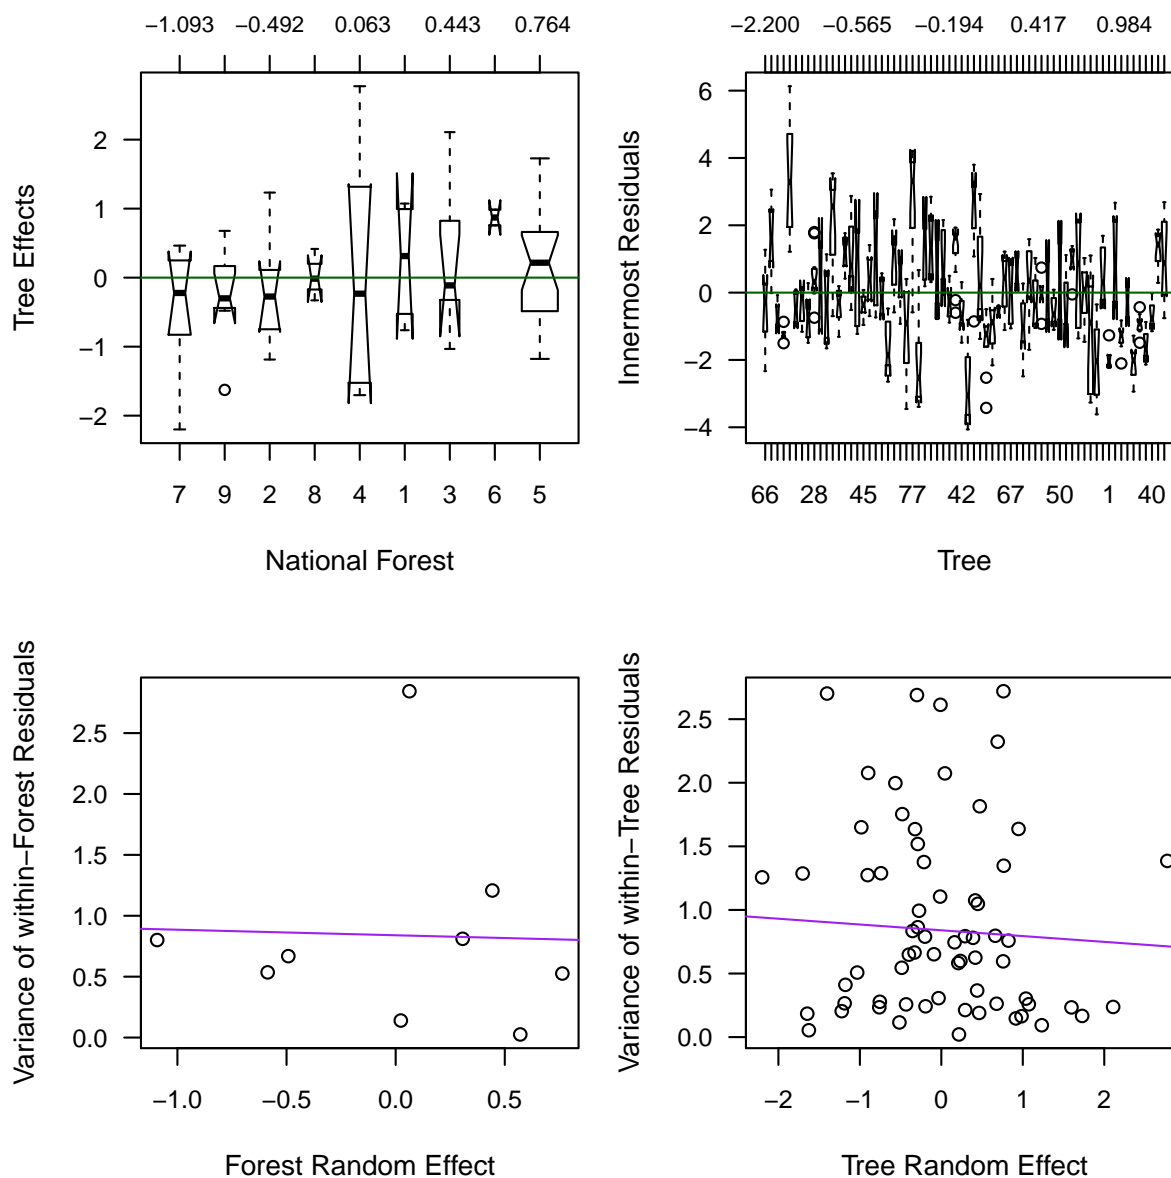 −1.093 −0.492 0.063 0.443 0.764
Tree Effects
2
1
0
−1
−2
7 9 2 8 4 1 3 6 5
National Forest
−2.200 −0.565 −0.194 0.417 0.984
Innermost Residuals
6
4
2
0
−2
−4
66 28 45 77 42 67 50 1 40
Tree
Variance of within−Forest Residuals
2.5
2.0
1.5
1.0
0.5
0.0
−1.0 −0.5 0.0 0.5
Forest Random Effect
Variance of within−Tree Residuals
2.5
2.0
1.5
1.0
0.5
0.0
−2 −1 0 1 2
Tree Random Effect